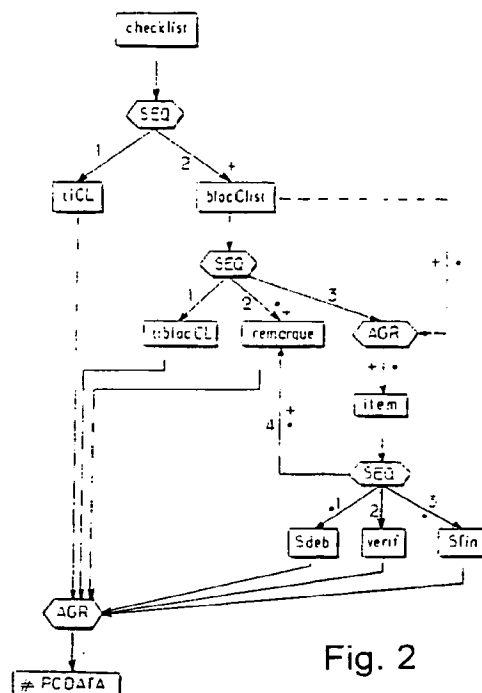 checklist
SEQ
1 2 +
tiCL blocClist
SEQ
+ •
1 2 • + 3
tiblocCL remarque AGR
+ •
item
4 + •
SEQ
• 1 2 • 3
Sdeb verif Sfin
AGR
# PCDATA
Fig. 2